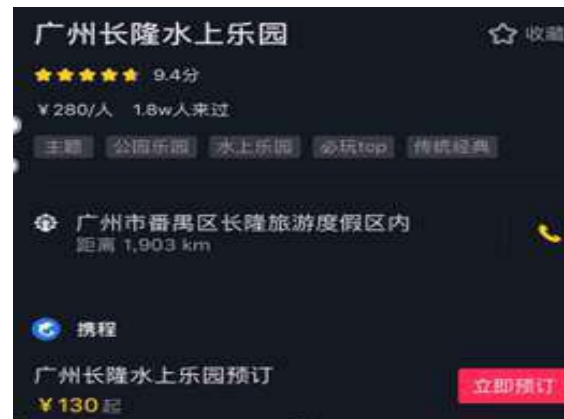 广州长隆水上乐园 收藏
9.4分
¥280/人 1.8w人来过
主题 公园乐园 水上乐园 必玩top 传统经典
广州市番禺区长隆旅游度假区内
距离 1,903 km
携程
广州长隆水上乐园预订
¥130起
立即预订